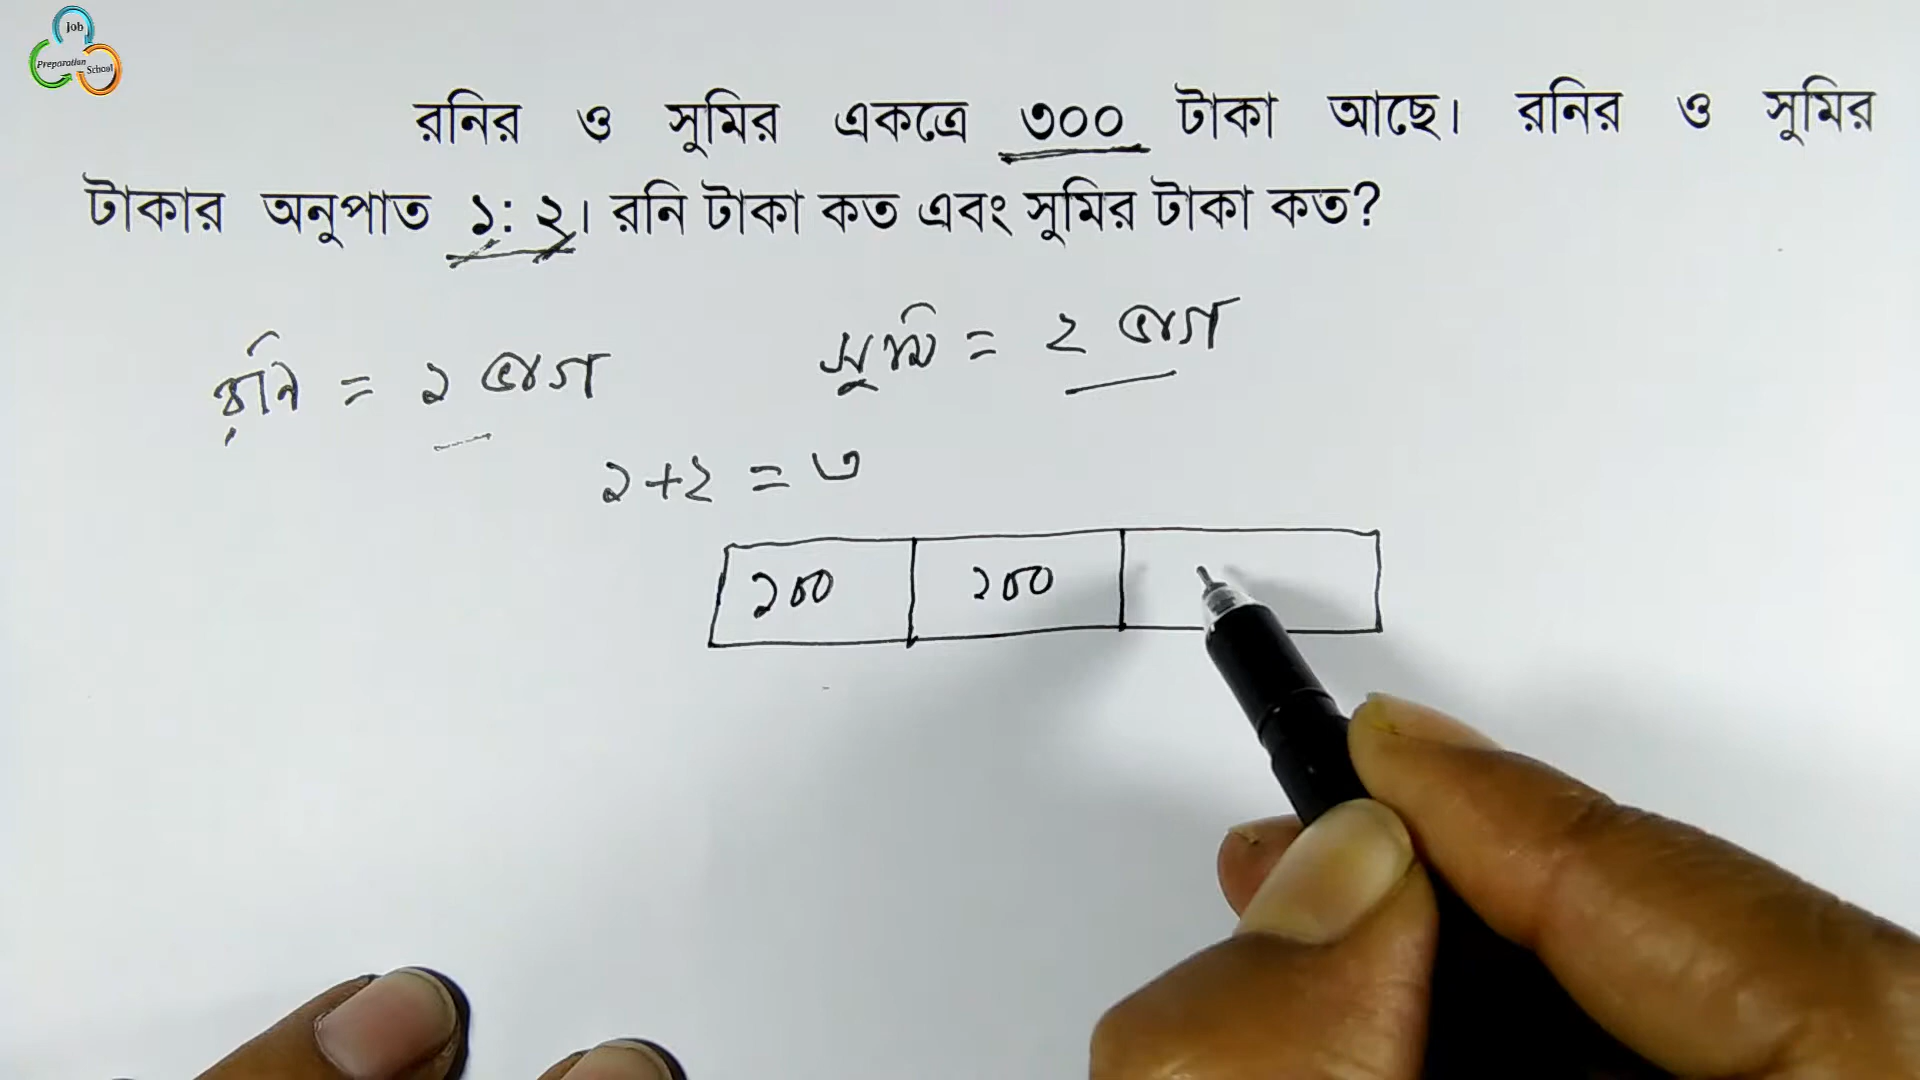 Job
Preparation
School
রনির ও সুমির একত্রে ৩০০ টাকা আছে। রনির ও সুমির
টাকার অনুপাত ১: ২। রনি টাকা কত এবং সুমির টাকা কত?
রনি = ১ ভাগ
সুমি = ২ ভাগ
১+২ = ৩
১০০ ১০০